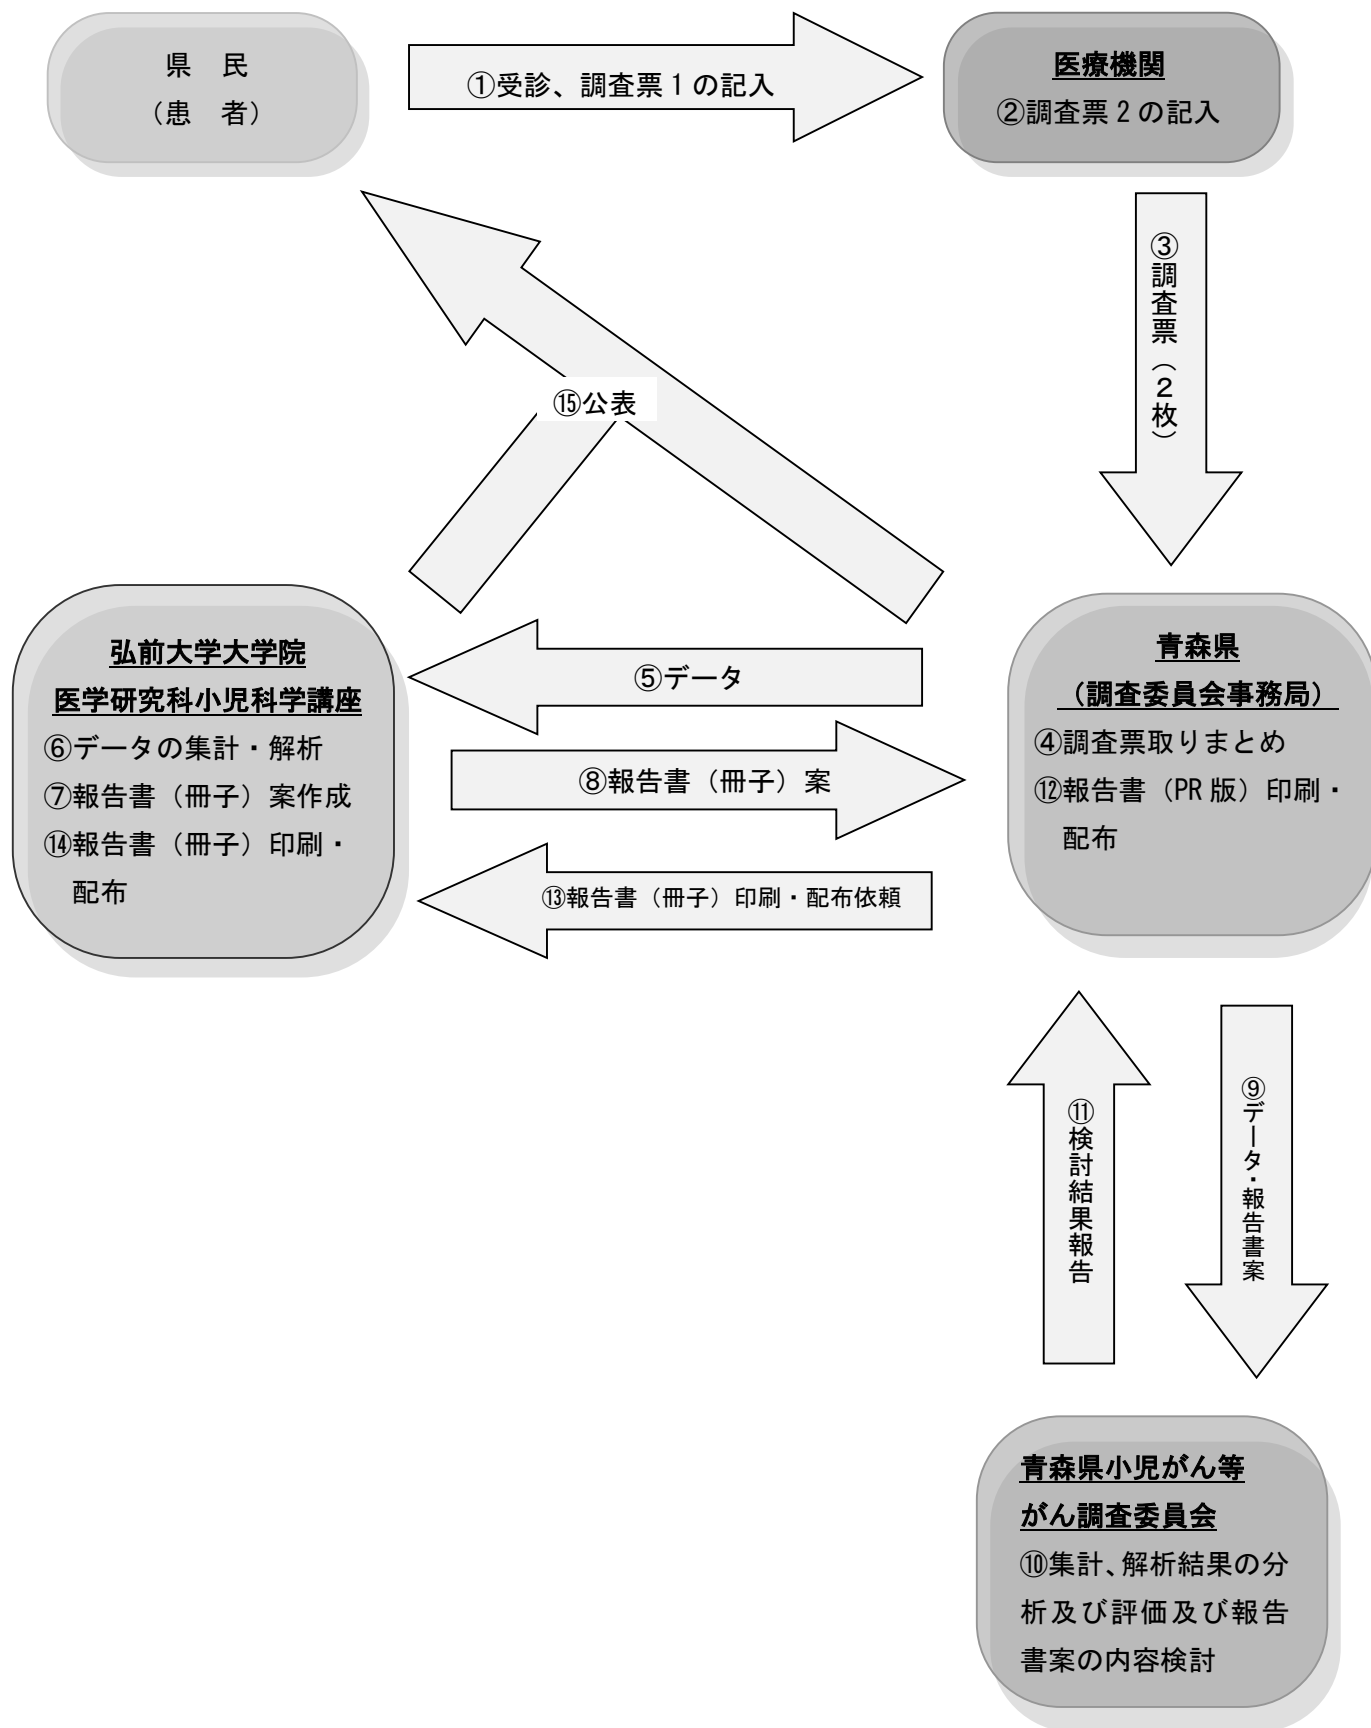 県　民
（患　者）
①受診、調査票１の記入
医療機関
②調査票２の記入
③調査票（２枚）
⑮公表
弘前大学大学院
医学研究科小児科学講座
⑥データの集計・解析
⑦報告書（冊子）案作成
⑭報告書（冊子）印刷・
配布
⑤データ
⑧報告書（冊子）案
⑬報告書（冊子）印刷・配布依頼
青森県
（調査委員会事務局）
④調査票取りまとめ
⑫報告書（PR 版）印刷・
配布
⑪検討結果報告
⑨データ・報告書案
青森県小児がん等
がん調査委員会
⑩集計、解析結果の分
析及び評価及び報告
書案の内容検討